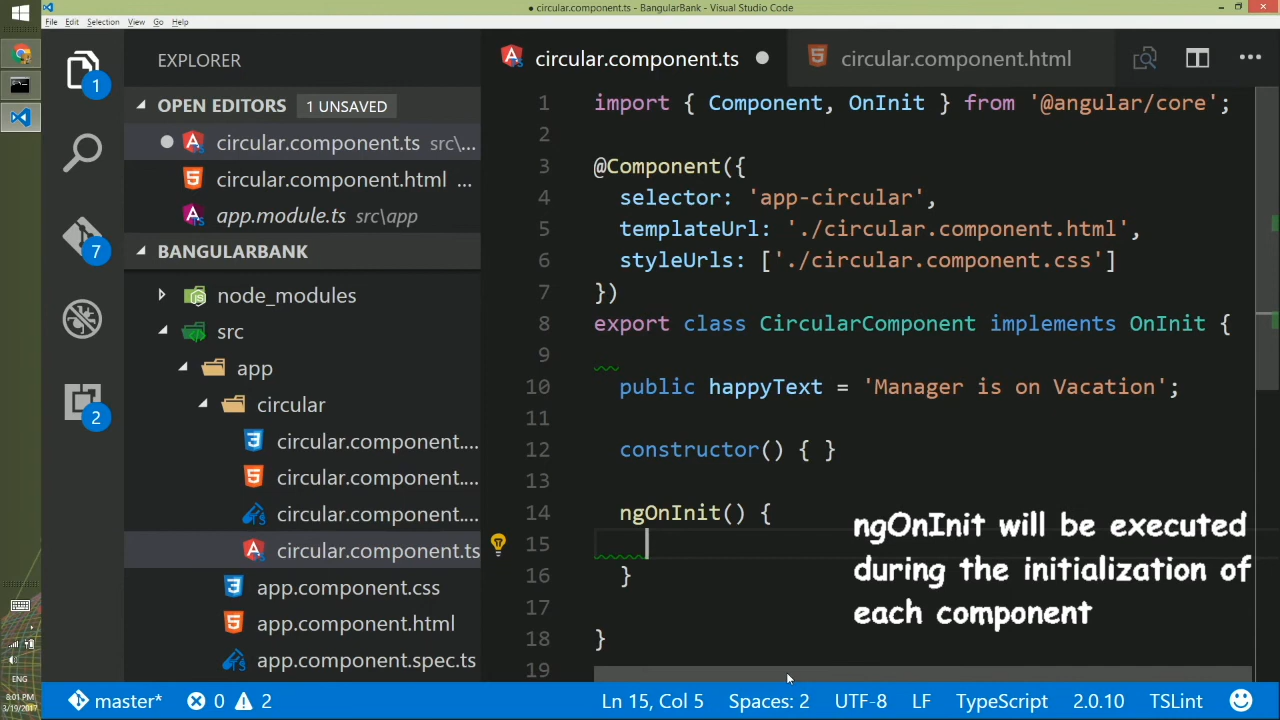 circular.component.ts - BangularBank - Visual Studio Code
File Edit Selection View Go Help
EXPLORER
OPEN EDITORS 1 UNSAVED
circular.component.ts src\...
circular.component.html ...
app.module.ts src\app
BANGULARBANK
node_modules
src
app
circular
circular.component....
circular.component....
circular.component....
circular.component.ts
app.component.css
app.component.html
app.component.spec.ts
1
7
2
circular.component.ts
circular.component.html
1 import { Component, OnInit } from '@angular/core';
2
3 @Component({
4 selector: 'app-circular',
5 templateUrl: './circular.component.html',
6 styleUrls: ['./circular.component.css']
7 })
8 export class CircularComponent implements OnInit {
9
10 public happyText = 'Manager is on Vacation';
11
12 constructor() { }
13
14 ngOnInit() {
15
16 }
17
18 }
19
ngOnInit will be executed
during the initialization of
each component
ENG
8:01 PM
3/19/2017
master* 0 2
Ln 15, Col 5 Spaces: 2 UTF-8 LF TypeScript 2.0.10 TSLint